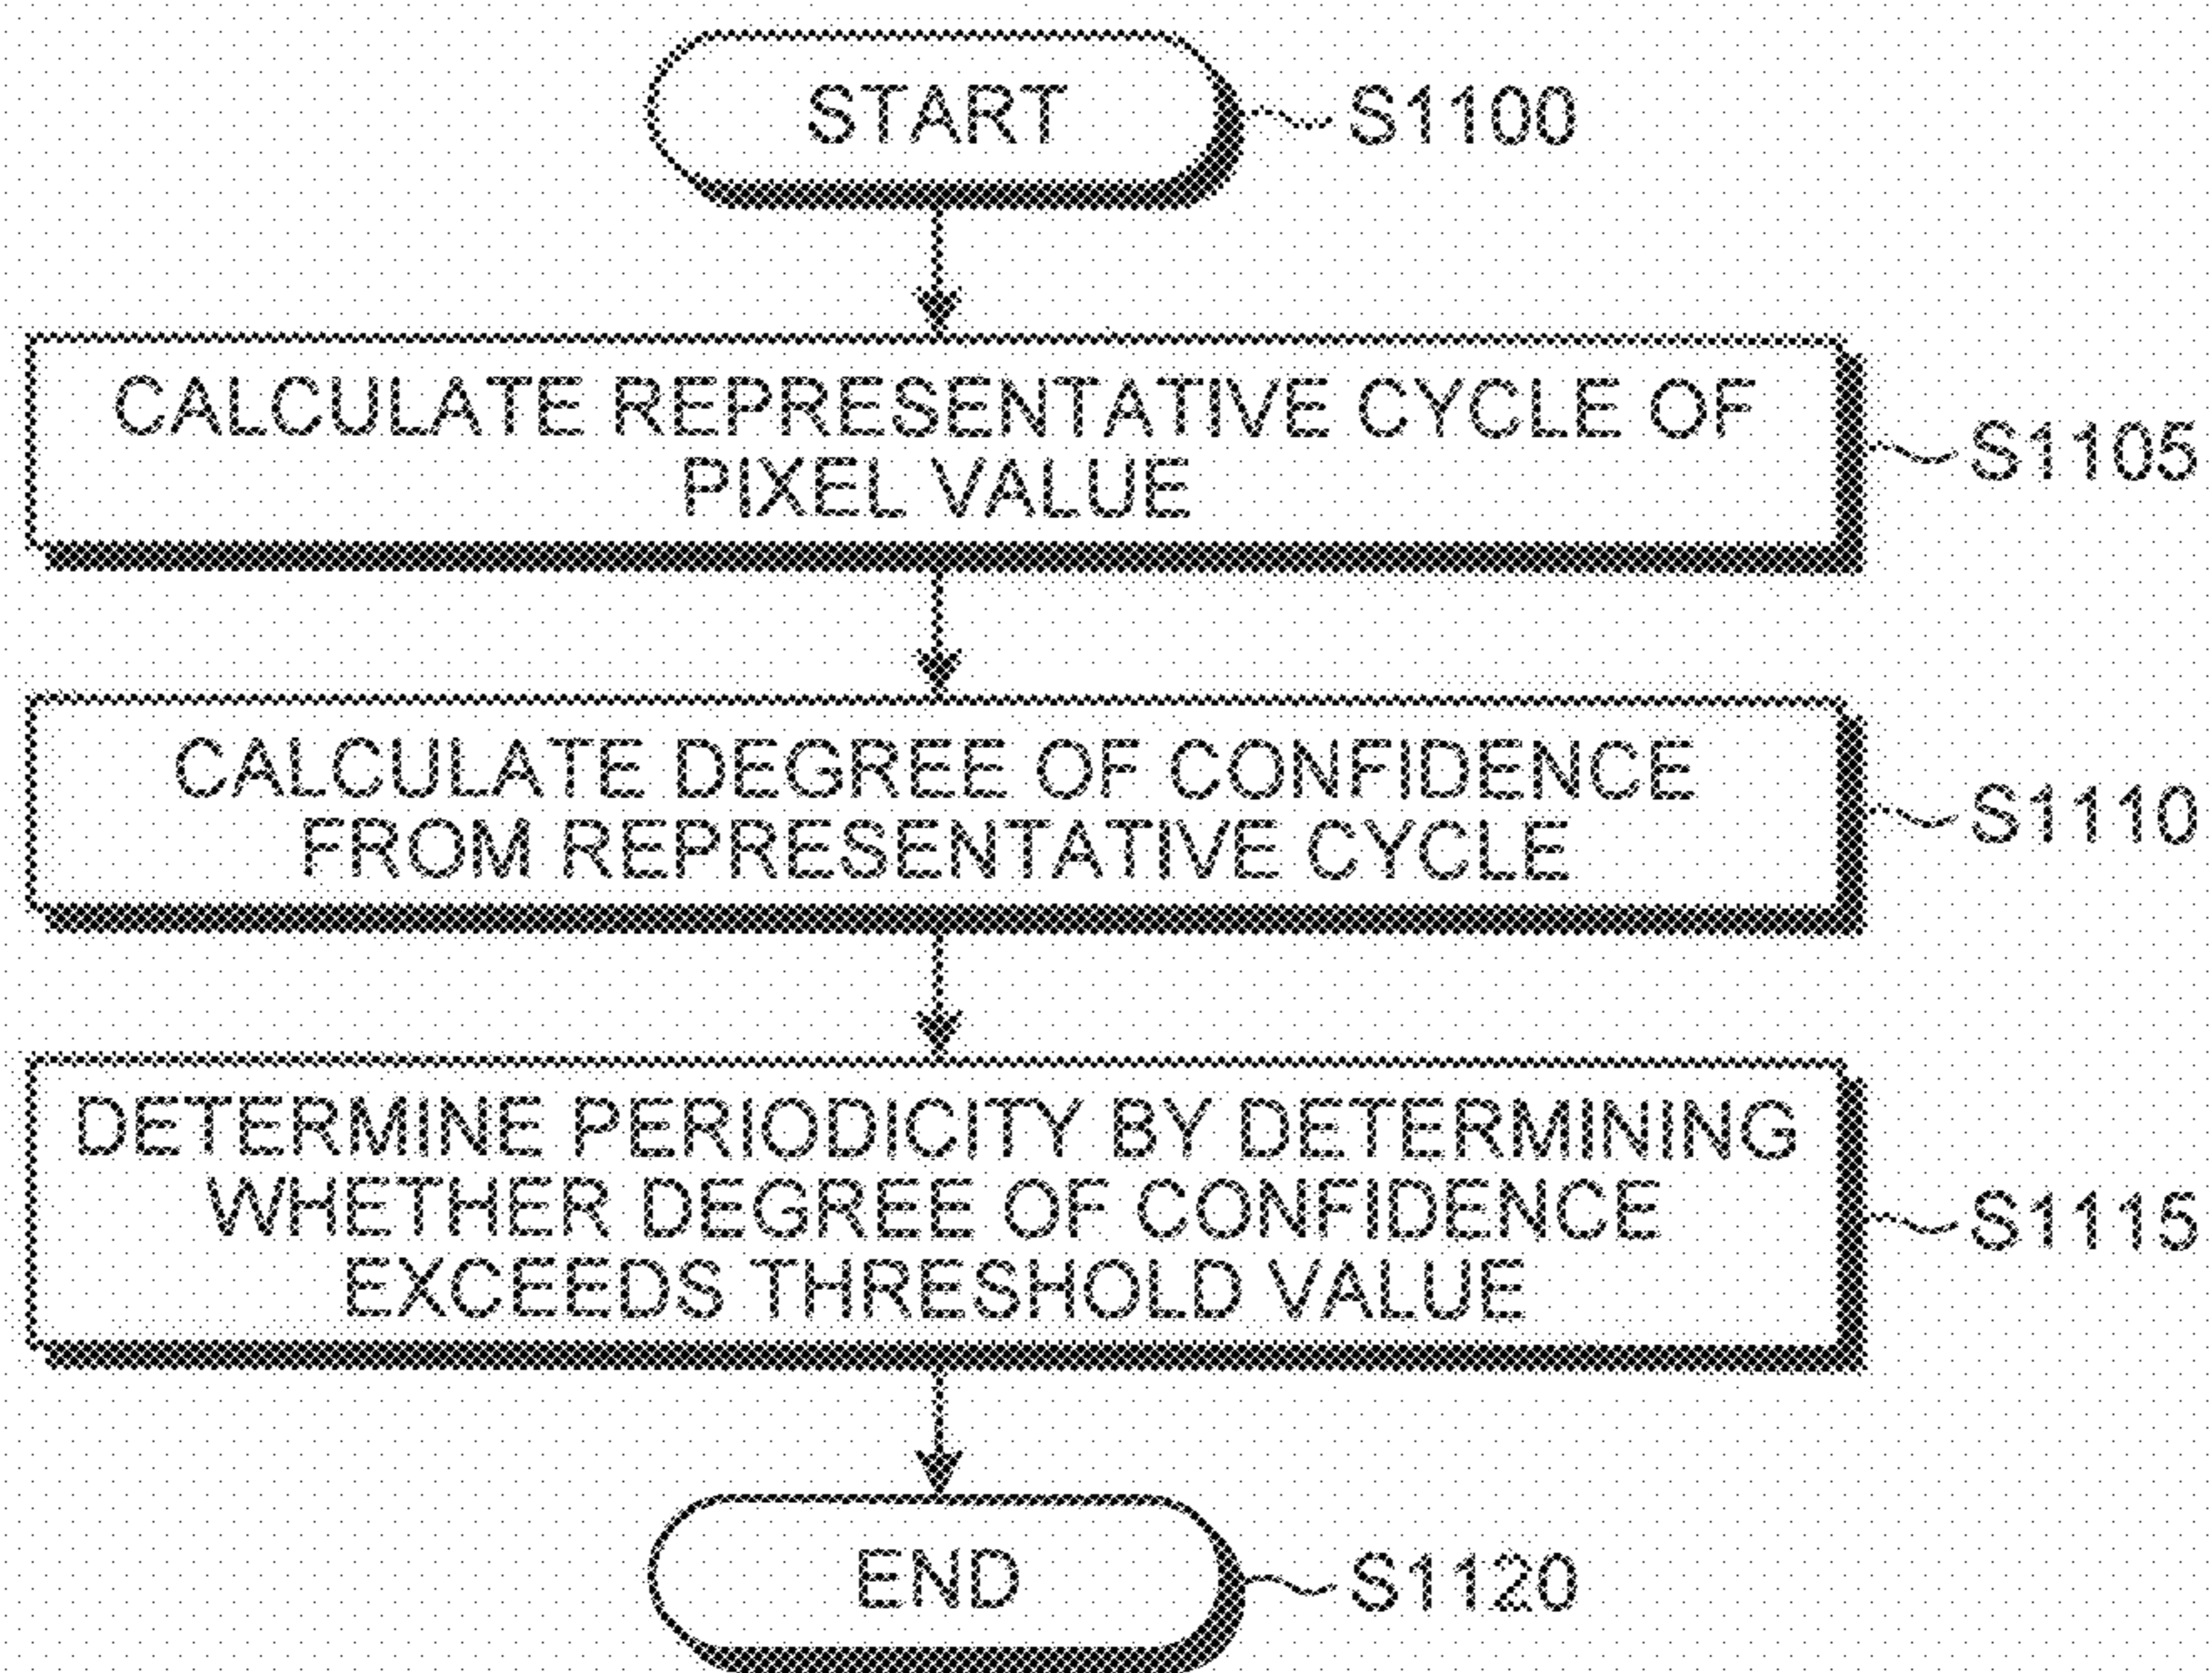 START
S1100
CALCULATE REPRESENTATIVE CYCLE OF
PIXEL VALUE
S1105
CALCULATE DEGREE OF CONFIDENCE
FROM REPRESENTATIVE CYCLE
S1110
DETERMINE PERIODICITY BY DETERMINING
WHETHER DEGREE OF CONFIDENCE
EXCEEDS THRESHOLD VALUE
S1115
END
S1120